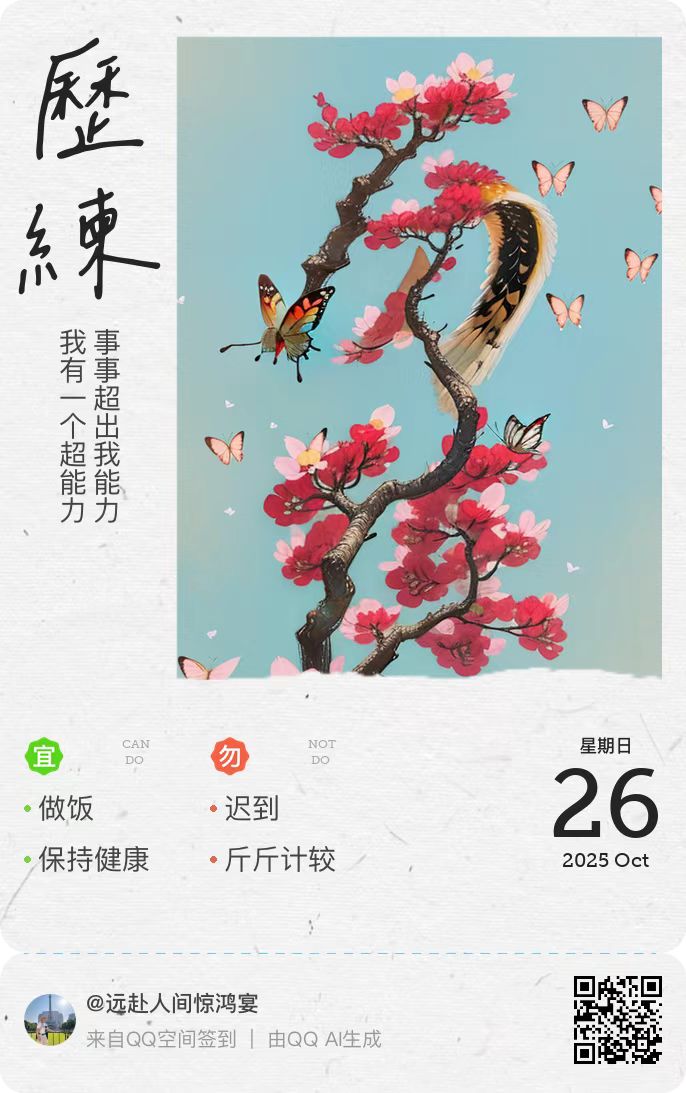 歷練
事事超出我能力
我有一个超能力
宜 CAN DO
做饭
保持健康
勿 NOT DO
迟到
斤斤计较
星期日
26
2025 Oct
@远赴人间惊鸿宴
来自QQ空间签到 | 由QQ AI生成